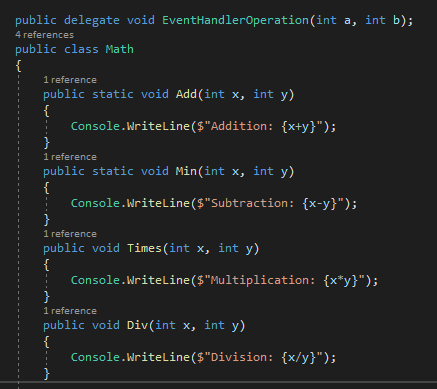 public delegate void EventHandlerOperation(int a, int b);
4 references
public class Math
{
1 reference
public static void Add(int x, int y)
{
Console.WriteLine($"Addition: {x+y}");
}
1 reference
public static void Min(int x, int y)
{
Console.WriteLine($"Subtraction: {x-y}");
}
1 reference
public void Times(int x, int y)
{
Console.WriteLine($"Multiplication: {x*y}");
}
1 reference
public void Div(int x, int y)
{
Console.WriteLine($"Division: {x/y}");
}